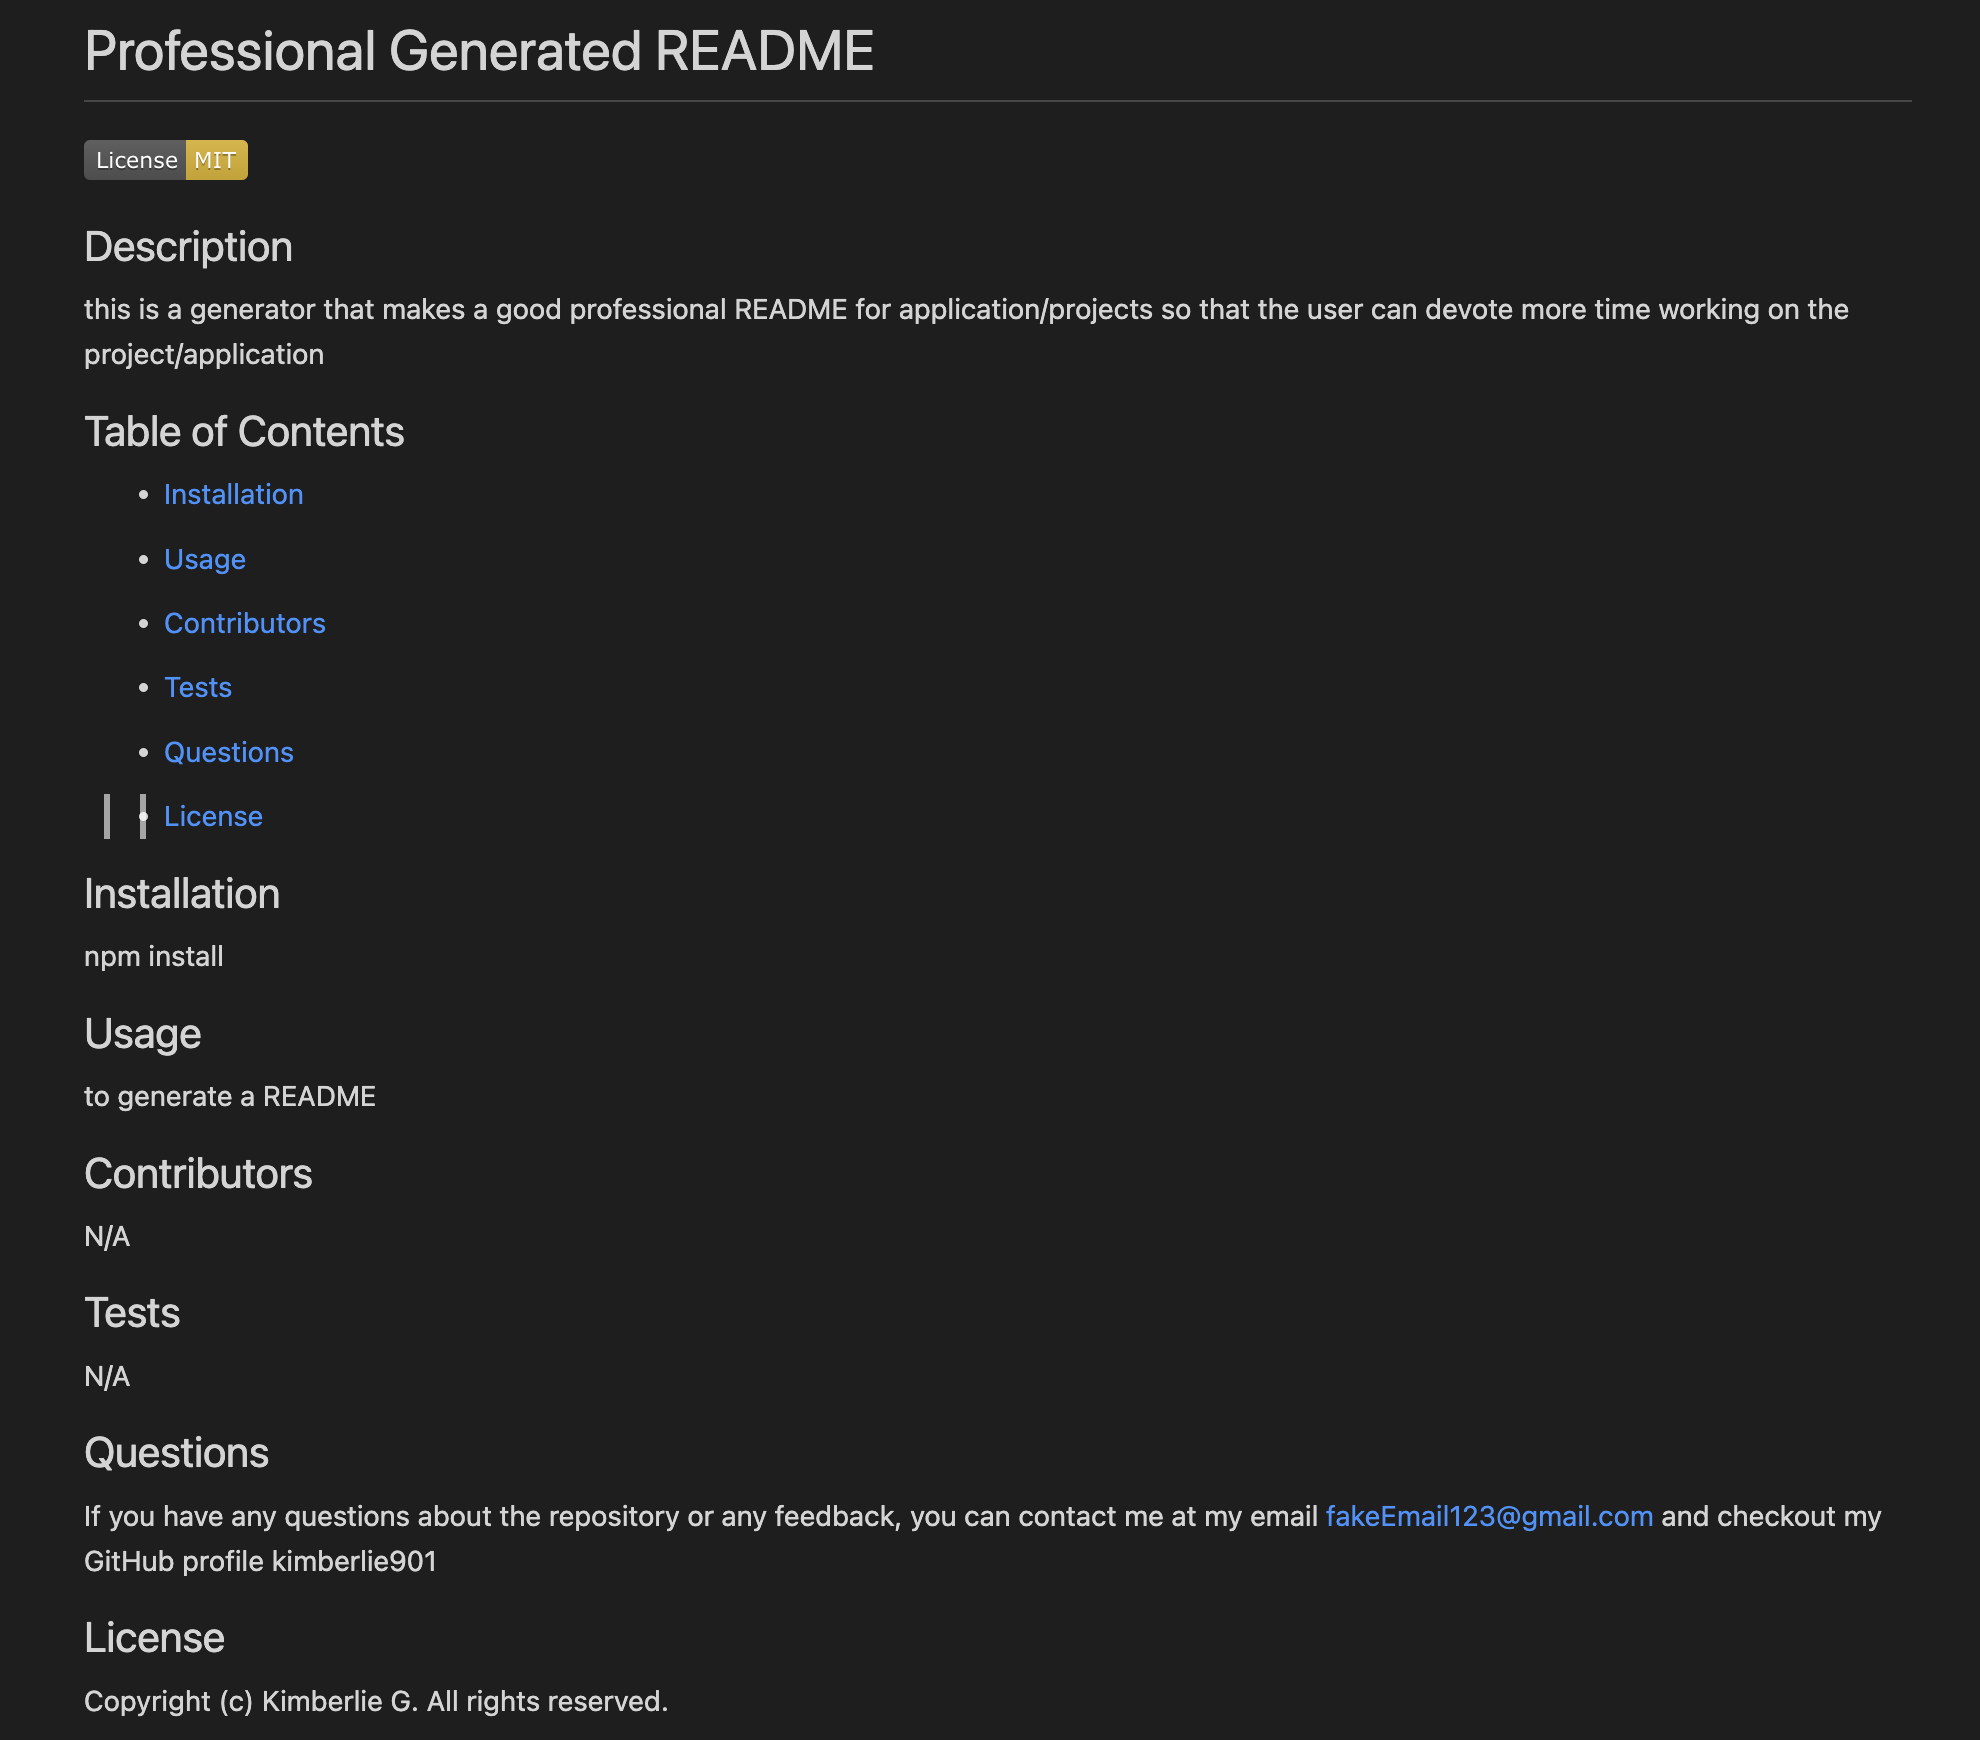 Professional Generated README
License MIT
Description
this is a generator that makes a good professional README for application/projects so that the user can devote more time working on the
project/application
Table of Contents
• Installation
• Usage
• Contributors
• Tests
• Questions
• License
Installation
npm install
Usage
to generate a README
Contributors
N/A
Tests
N/A
Questions
If you have any questions about the repository or any feedback, you can contact me at my email fakeEmail123@gmail.com and checkout my
GitHub profile kimberlie901
License
Copyright (c) Kimberlie G. All rights reserved.